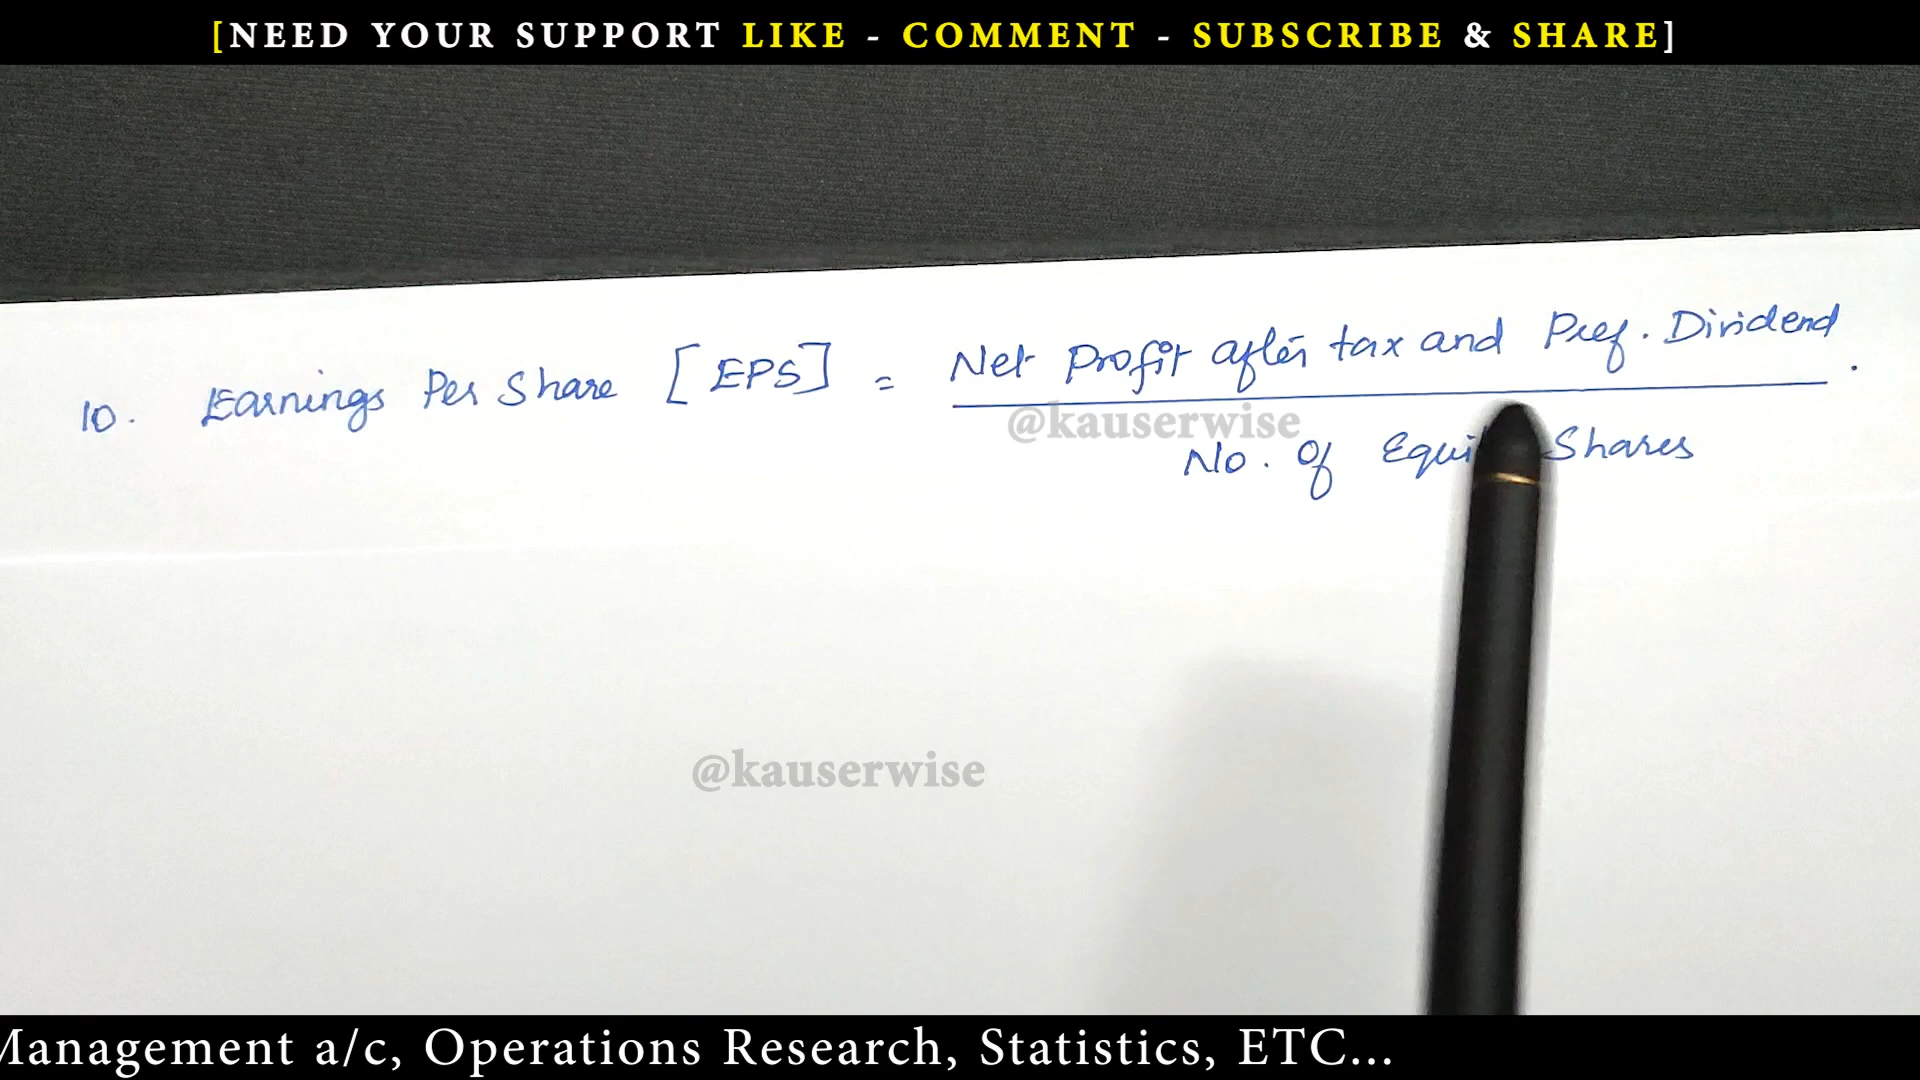 [NEED YOUR SUPPORT LIKE - COMMENT - SUBSCRIBE & SHARE]
10. Earnings Per Share [EPS] = Net Profit after tax and Pref. Dividend.
@kauserwise
No. of Shares
@kauserwise
Management a/c, Operations Research, Statistics, ETC...